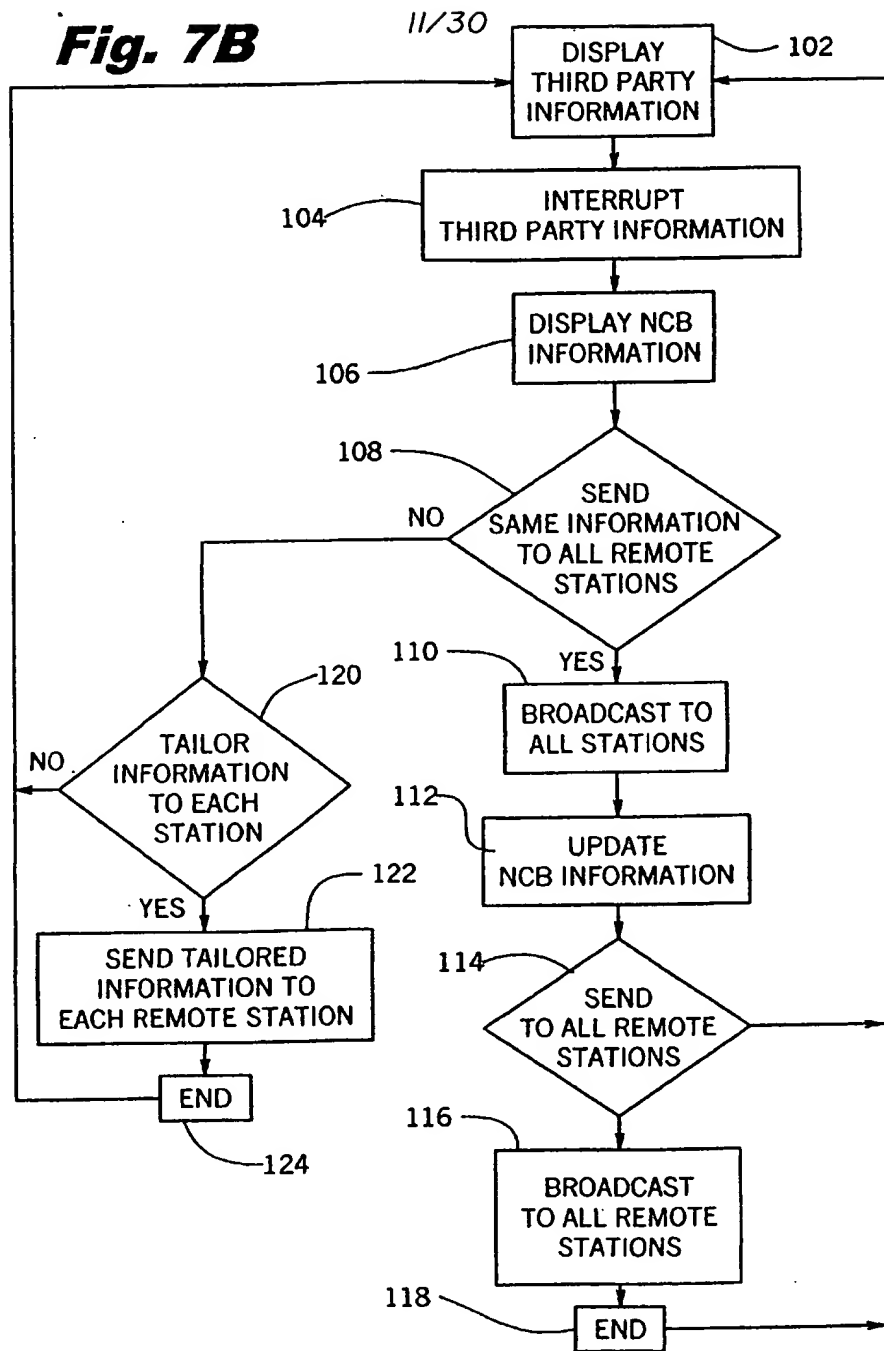 Fig. 7B
11/30
DISPLAY
THIRD PARTY
INFORMATION
102
104
INTERRUPT
THIRD PARTY INFORMATION
DISPLAY NCB
INFORMATION
106
108
SEND
SAME INFORMATION
TO ALL REMOTE
STATIONS
NO
YES
110
BROADCAST TO
ALL STATIONS
120
TAILOR
INFORMATION
TO EACH
STATION
NO
YES
112
UPDATE
NCB INFORMATION
122
SEND TAILORED
INFORMATION TO
EACH REMOTE STATION
114
SEND
TO ALL REMOTE
STATIONS
END
124
116
BROADCAST
TO ALL REMOTE
STATIONS
118
END